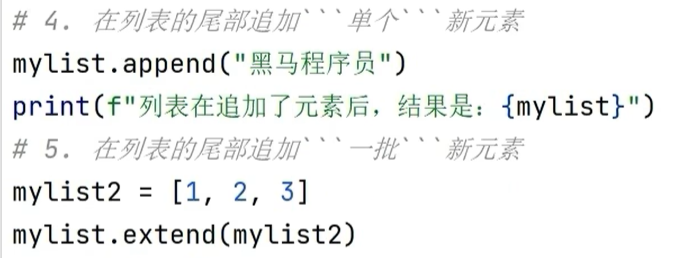 # 4. 在列表的尾部追加```单个```新元素
mylist.append("黑马程序员")
print(f"列表在追加了元素后，结果是：{mylist}")
# 5. 在列表的尾部追加```一批```新元素
mylist2 = [1, 2, 3]
mylist.extend(mylist2)